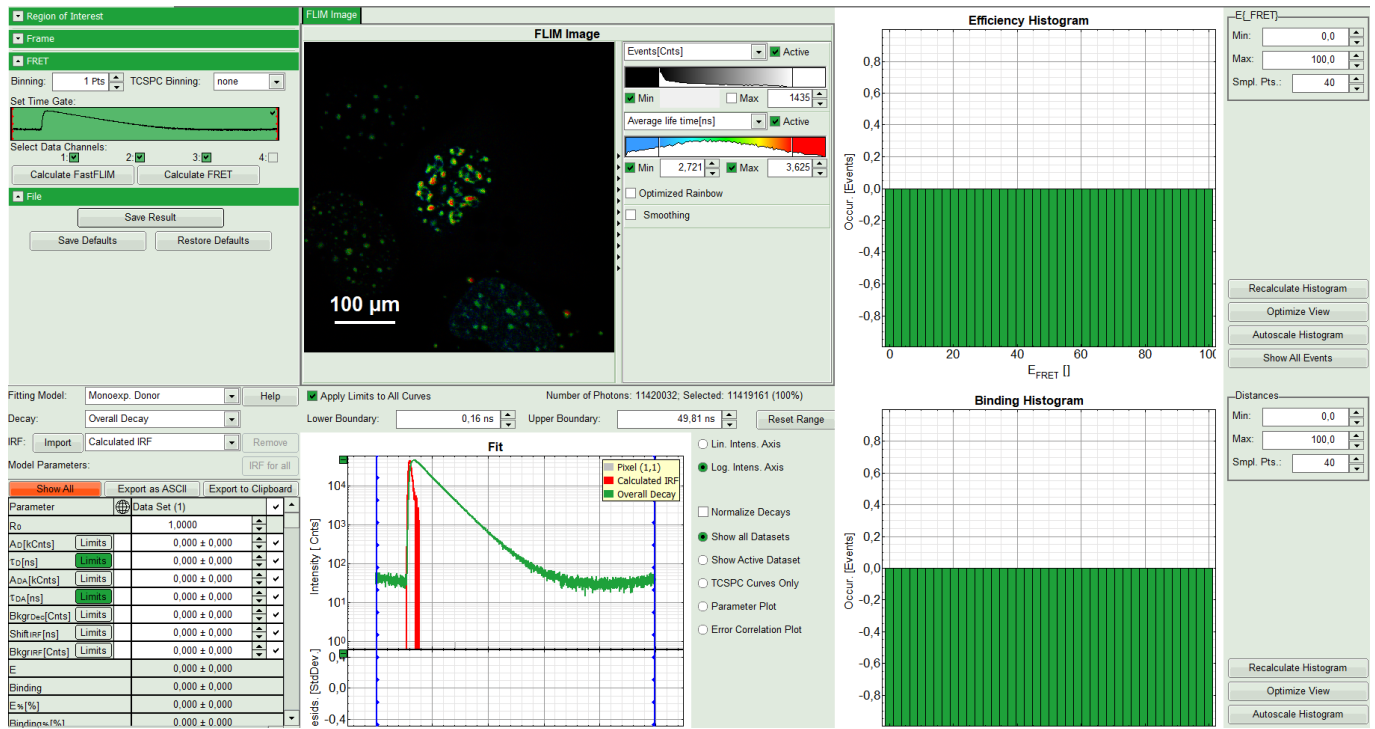 Region of Interest
Frame
FRET
Binning: 1 Pts TCSPC Binning: none
Set Time Gate:
Select Data Channels:
1: 2: 3: 4:
Calculate FastFLIM Calculate FRET
File
Save Result
Save Defaults Restore Defaults
FLIM Image
FLIM Image
100 µm
Events[Cnts] Active
Min Max 1435
Average life time[ns] Active
Min 2,721 Max 3,625
Optimized Rainbow
Smoothing
Fitting Model: Monoexp. Donor Help
Decay: Overall Decay
IRF: Import Calculated IRF Remove
Model Parameters: IRF for all
Show All Export as ASCII Export to Clipboard
Parameter Data Set (1)
R0 1,0000
AD[kCnts] Limits 0,000 ± 0,000
τD[ns] Limits 0,000 ± 0,000
ADA[kCnts] Limits 0,000 ± 0,000
τDA[ns] Limits 0,000 ± 0,000
BkgrDec[Cnts] Limits 0,000 ± 0,000
ShiftIRF[ns] Limits 0,000 ± 0,000
BkgrIRF[Cnts] Limits 0,000 ± 0,000
E 0,000 ± 0,000
Binding 0,000 ± 0,000
E%[%] 0,000 ± 0,000
Binding%[%] 0,000 ± 0,000
Apply Limits to All Curves Number of Photons: 11420032; Selected: 11419161 (100%)
Lower Boundary: 0,16 ns Upper Boundary: 49,81 ns Reset Range
Fit
Pixel (1,1)
Calculated IRF
Overall Decay
Intensity [ Cnts]
10⁴
10³
10²
10¹
10⁰
esids. [StdDev.]
0,4
0,0
-0,4
Lin. Intens. Axis
Log. Intens. Axis
Normalize Decays
Show all Datasets
Show Active Dataset
TCSPC Curves Only
Parameter Plot
Error Correlation Plot
Efficiency Histogram
Occur. [Events]
0,8
0,6
0,4
0,2
0,0
-0,2
-0,4
-0,6
-0,8
0 20 40 60 80 100
EFRET []
E{_FRET}
Min: 0,0
Max: 100,0
Smpl. Pts.: 40
Recalculate Histogram
Optimize View
Autoscale Histogram
Show All Events
Binding Histogram
Occur. [Events]
0,8
0,6
0,4
0,2
0,0
-0,2
-0,4
-0,6
-0,8
Distances
Min: 0,0
Max: 100,0
Smpl. Pts.: 40
Recalculate Histogram
Optimize View
Autoscale Histogram